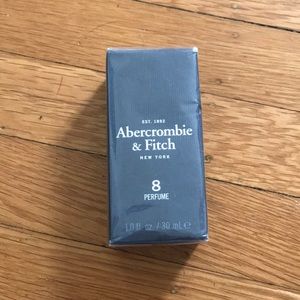 EST. 1892
Abercrombie
& Fitch
NEW YORK
8
PERFUME
1.0 fl oz / 30 mL e